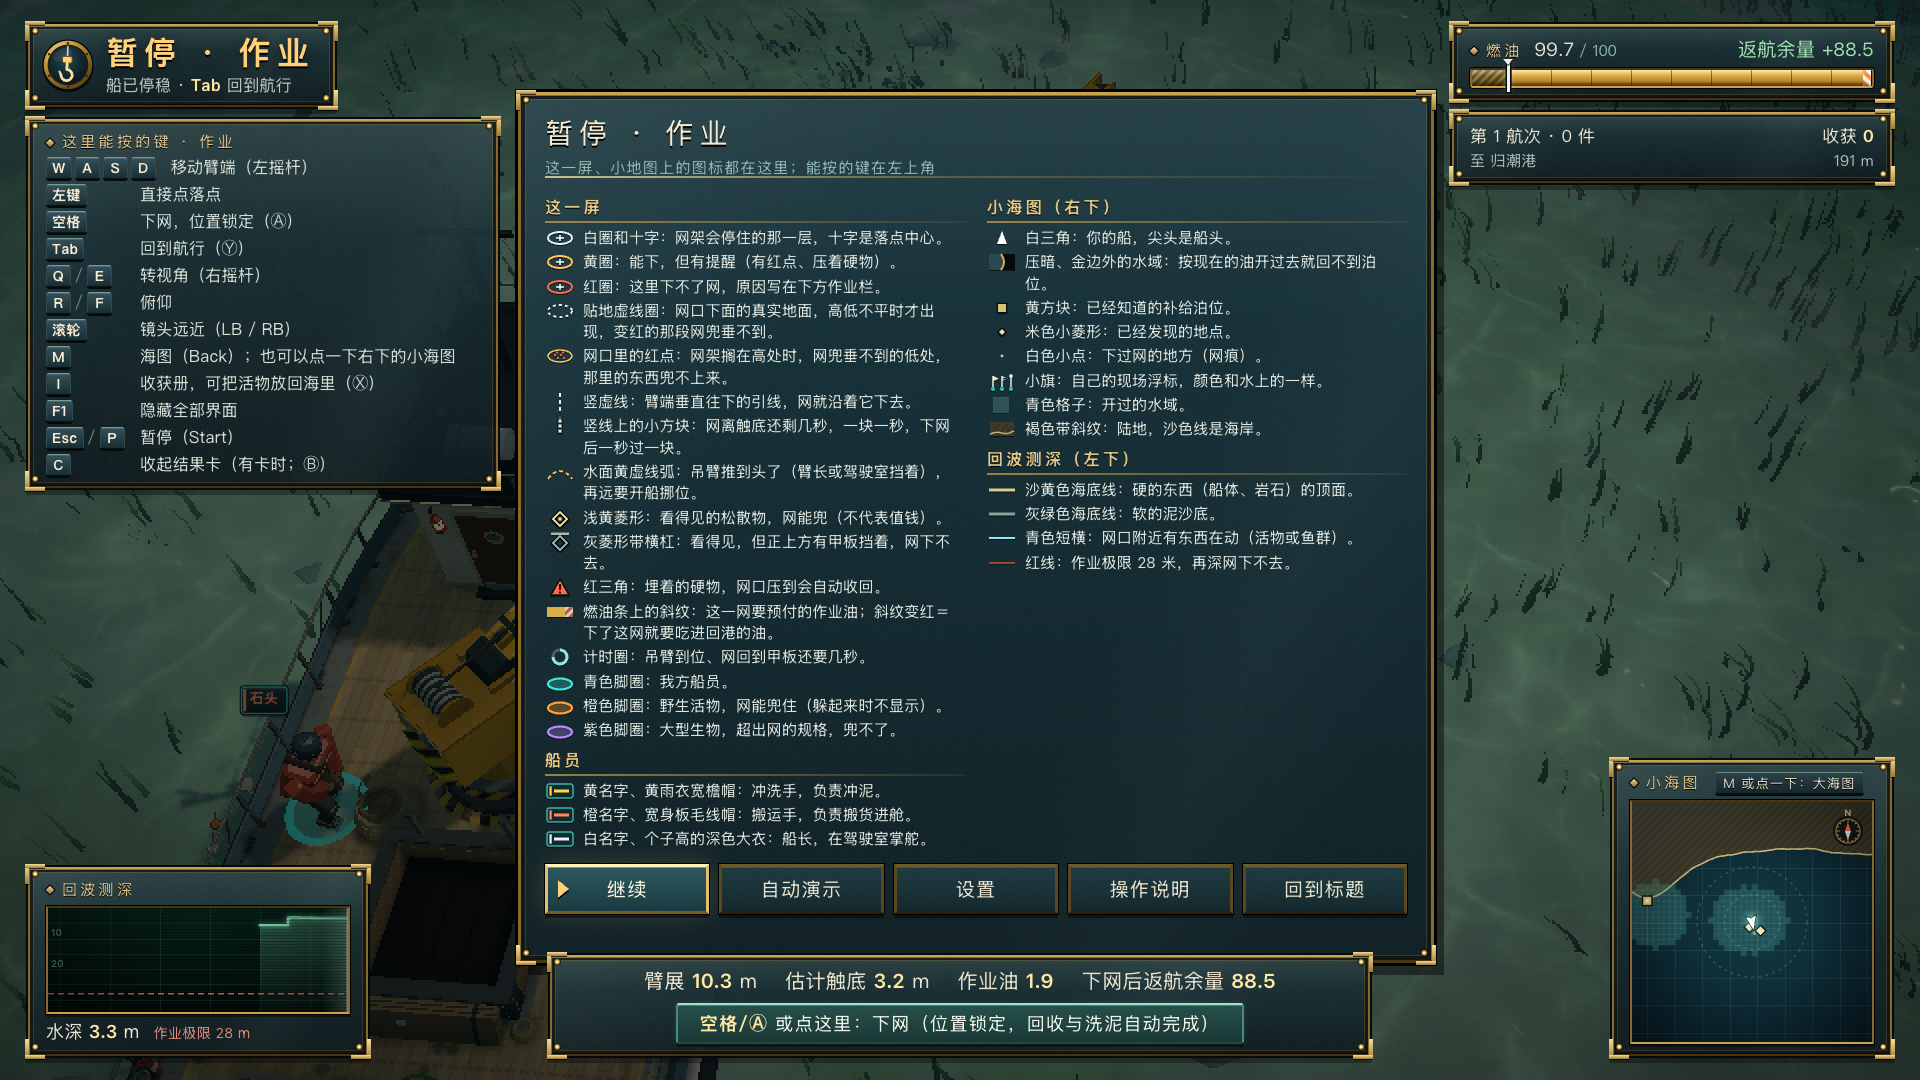 暂停 · 作业
船已停稳 · Tab 回到航行
这里能按的键 · 作业
W A S D 移动臂端（左摇杆）
左键 直接点落点
空格 下网，位置锁定（Ⓐ）
Tab 回到航行（Ⓨ）
Q / E 转视角（右摇杆）
R / F 俯仰
滚轮 镜头远近（LB / RB）
M 海图（Back）；也可以点一下右下的小海图
I 收获册，可把活物放回海里（Ⓧ）
F1 隐藏全部界面
Esc / P 暂停（Start）
C 收起结果卡（有卡时；Ⓑ）
石头
回波测深
10
20
水深 3.3 m 作业极限 28 m
暂停 · 作业
这一屏、小地图上的图标都在这里；能按的键在左上角
这一屏
白圈和十字：网架会停住的那一层，十字是落点中心。
黄圈：能下，但有提醒（有红点、压着硬物）。
红圈：这里下不了网，原因写在下方作业栏。
贴地虚线圈：网口下面的真实地面，高低不平时才出
现，变红的那段网兜垂不到。
网口里的红点：网架搁在高处时，网兜垂不到的低处，
那里的东西兜不上来。
竖虚线：臂端垂直往下的引线，网就沿着它下去。
竖线上的小方块：网离触底还剩几秒，一块一秒，下网
后一秒过一块。
水面黄虚线弧：吊臂推到头了（臂长或驾驶室挡着），
再远要开船挪位。
浅黄菱形：看得见的松散物，网能兜（不代表值钱）。
灰菱形带横杠：看得见，但正上方有甲板挡着，网下不
去。
红三角：埋着的硬物，网口压到会自动收回。
燃油条上的斜纹：这一网要预付的作业油；斜纹变红＝
下了这网就要吃进回港的油。
计时圈：吊臂到位、网回到甲板还要几秒。
青色脚圈：我方船员。
橙色脚圈：野生活物，网能兜住（躲起来时不显示）。
紫色脚圈：大型生物，超出网的规格，兜不了。
船员
黄名字、黄雨衣宽檐帽：冲洗手，负责冲泥。
橙名字、宽身板毛线帽：搬运手，负责搬货进舱。
白名字、个子高的深色大衣：船长，在驾驶室掌舵。
小海图（右下）
白三角：你的船，尖头是船头。
压暗、金边外的水域：按现在的油开过去就回不到泊
位。
黄方块：已经知道的补给泊位。
米色小菱形：已经发现的地点。
白色小点：下过网的地方（网痕）。
小旗：自己的现场浮标，颜色和水上的一样。
青色格子：开过的水域。
褐色带斜纹：陆地，沙色线是海岸。
回波测深（左下）
沙黄色海底线：硬的东西（船体、岩石）的顶面。
灰绿色海底线：软的泥沙底。
青色短横：网口附近有东西在动（活物或鱼群）。
红线：作业极限 28 米，再深网下不去。
继续 自动演示 设置 操作说明 回到标题
臂展 10.3 m 估计触底 3.2 m 作业油 1.9 下网后返航余量 88.5
空格/Ⓐ 或点这里：下网（位置锁定，回收与洗泥自动完成）
燃油 99.7 / 100 返航余量 +88.5
第 1 航次 · 0 件 收获 0
至 归潮港 191 m
小海图 M 或点一下：大海图
N